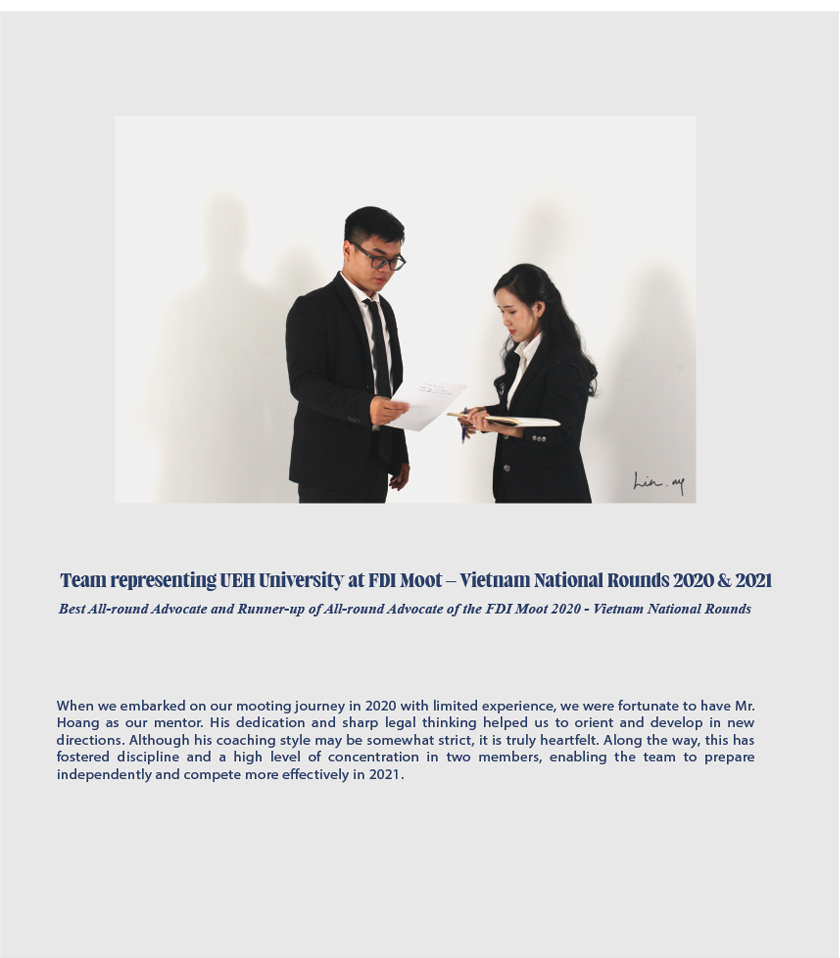 Team representing UEH University at FDI Moot – Vietnam National Rounds 2020 & 2021
Best All-round Advocate and Runner-up of All-round Advocate of the FDI Moot 2020 - Vietnam National Rounds
When we embarked on our mooting journey in 2020 with limited experience, we were fortunate to have Mr.
Hoang as our mentor. His dedication and sharp legal thinking helped us to orient and develop in new
directions. Although his coaching style may be somewhat strict, it is truly heartfelt. Along the way, this has
fostered discipline and a high level of concentration in two members, enabling the team to prepare
independently and compete more effectively in 2021.